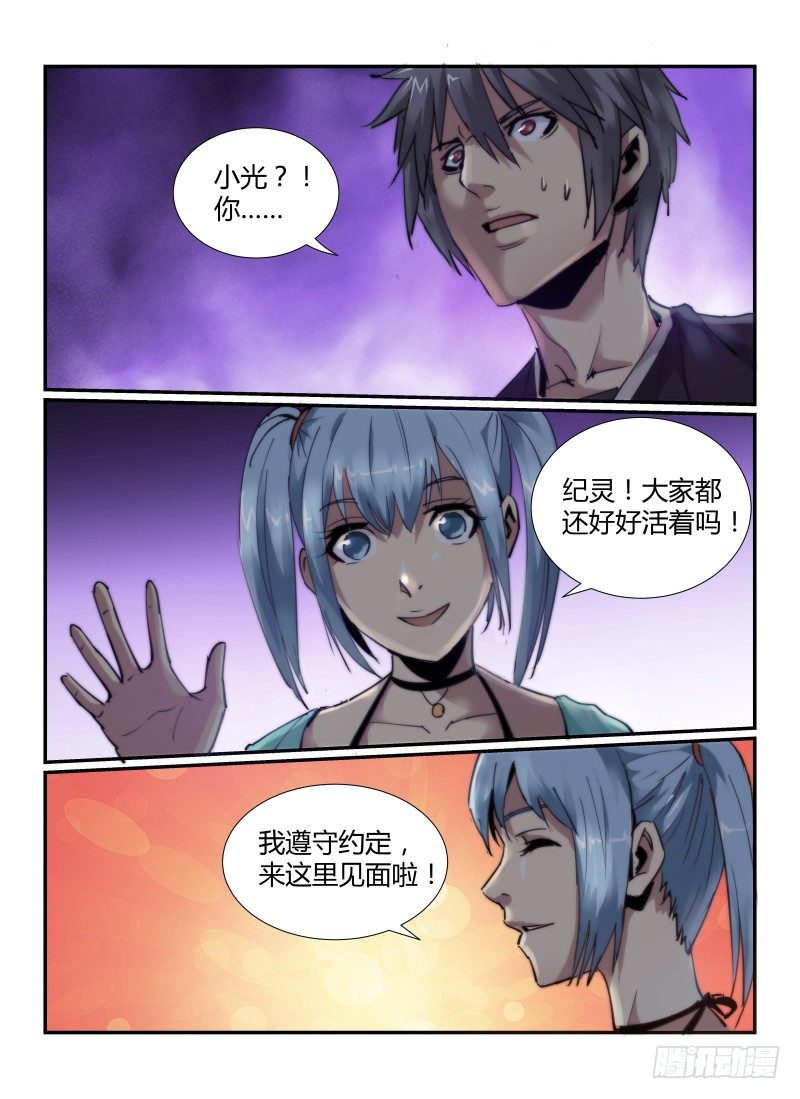 小光？！
你……
纪灵！大家都
还好好活着吗！
我遵守约定，
来这里见面啦！
腾讯动漫